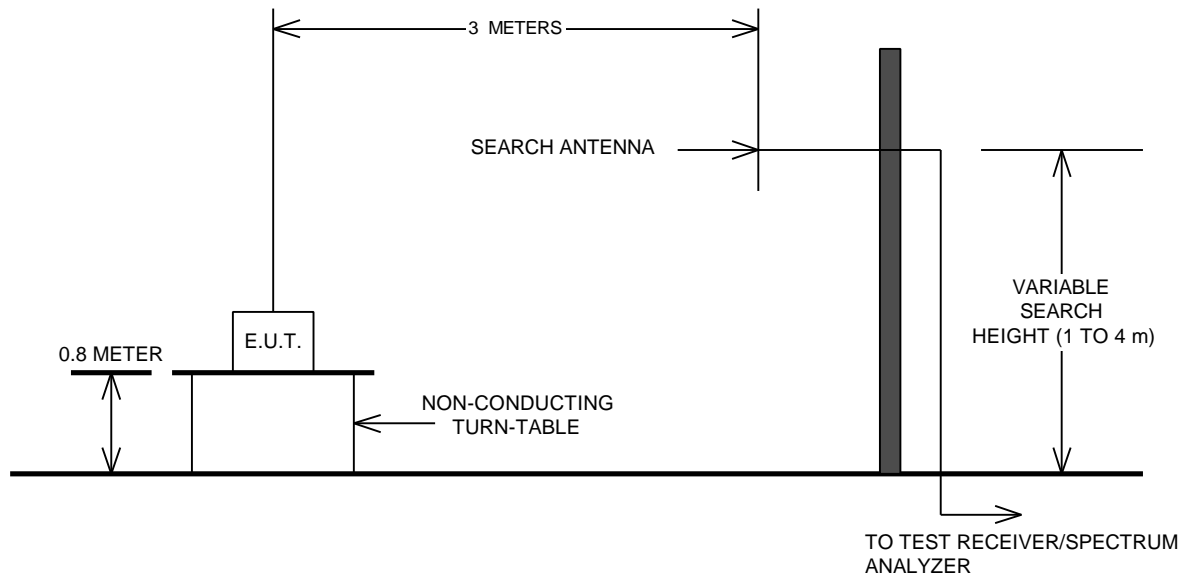 3 METERS
SEARCH ANTENNA
VARIABLE
SEARCH
HEIGHT (1 TO 4 m)
E.U.T.
0.8 METER
NON-CONDUCTING
TURN-TABLE
TO TEST RECEIVER/SPECTRUM
ANALYZER